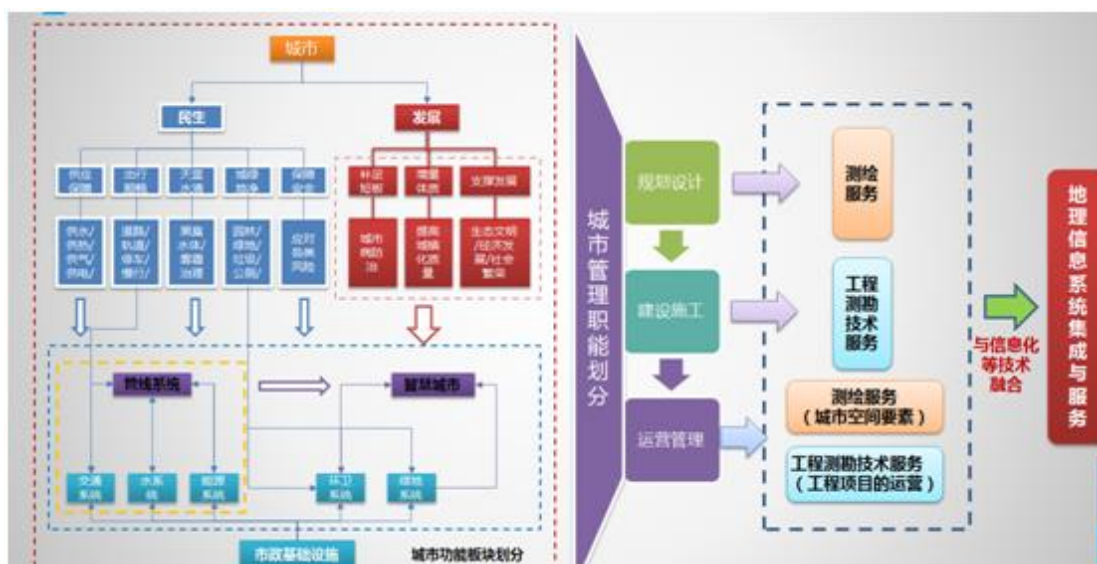 城市
民生
发展
供应
保障
出行
顺畅
天蓝
水清
城绿
地净
保障
安全
补足
短板
增量
体质
支撑发展
供水/
供热/
供气/
供电/
道路/
轨道/
停车/
慢行/
黑臭
水体/
雾霾
治理
园林/
绿地/
垃圾/
公厕/
应对
各类
风险
城市
病防
治
提高
城镇
化质
量
生态文明
/经济发
展/社会
繁荣
管线系统
智慧城市
交通
系统
水系
统
能源
系统
环卫
系统
绿地
系统
市政基础设施
城市功能板块划分
城市管理职能划分
规划设计
建设施工
运营管理
测绘
服务
工程
测勘
技术
服务
测绘服务
（城市空间要素）
工程测勘技术服务
（工程项目的运营）
与信息化
等技术
融合
地理信息系统集成与服务